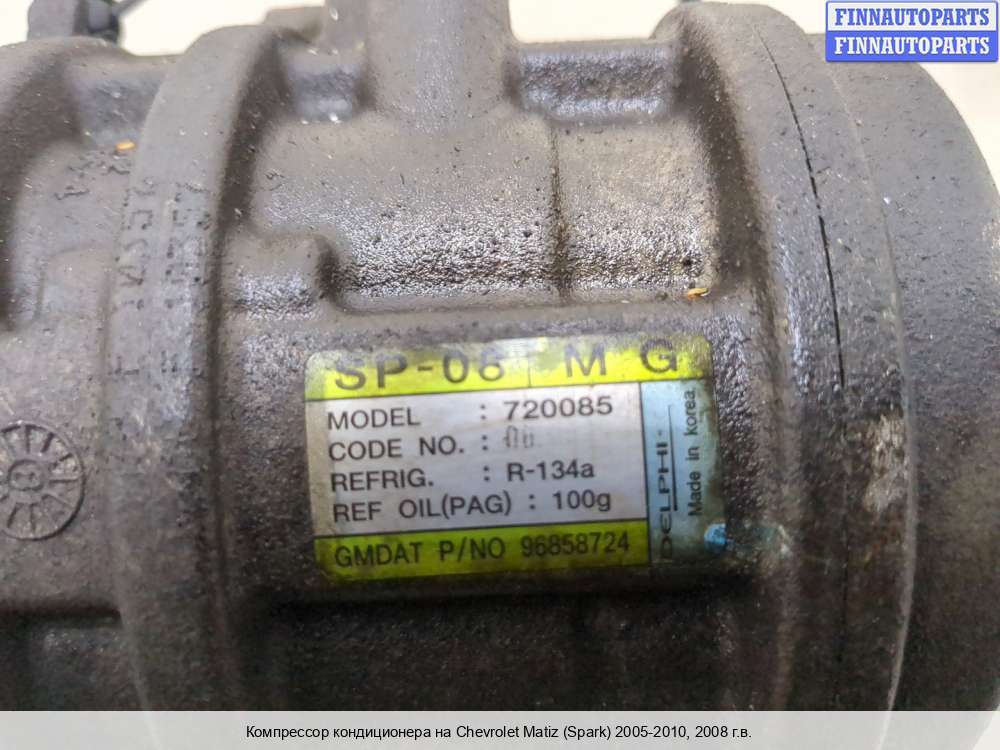 FINNAUTOPARTS
FINNAUTOPARTS
SP-08 M G
MODEL : 720085
CODE NO. :
REFRIG. : R-134a
REF OIL(PAG) : 100g
GMDAT P/NO 96858724
DELPHI
Made in Korea
Компрессор кондиционера на Chevrolet Matiz (Spark) 2005-2010, 2008 г.в.